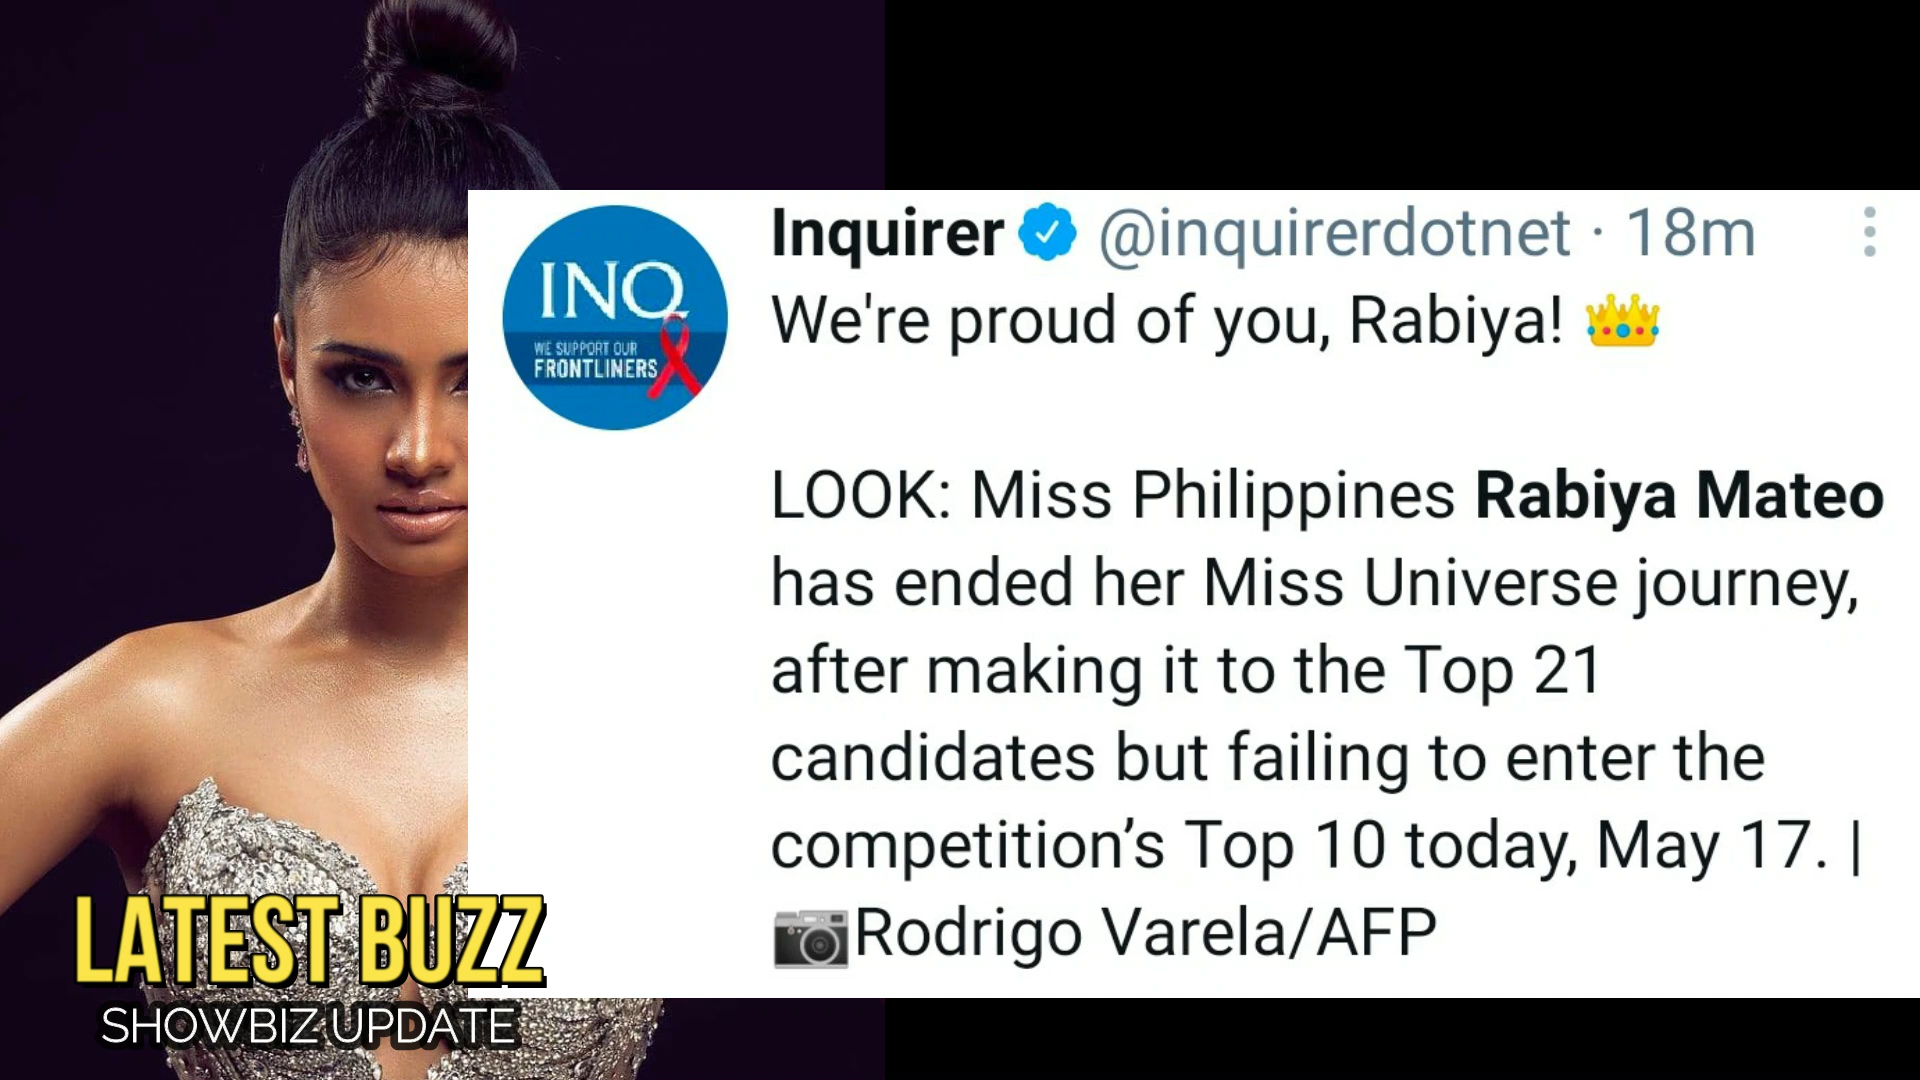 Inquirer @inquirerdotnet · 18m
We're proud of you, Rabiya! 👑
INQ
WE SUPPORT OUR
FRONTLINERS
LOOK: Miss Philippines Rabiya Mateo
has ended her Miss Universe journey,
after making it to the Top 21
candidates but failing to enter the
competition’s Top 10 today, May 17. |
📷Rodrigo Varela/AFP
LATEST BUZZ
SHOWBIZ UPDATE